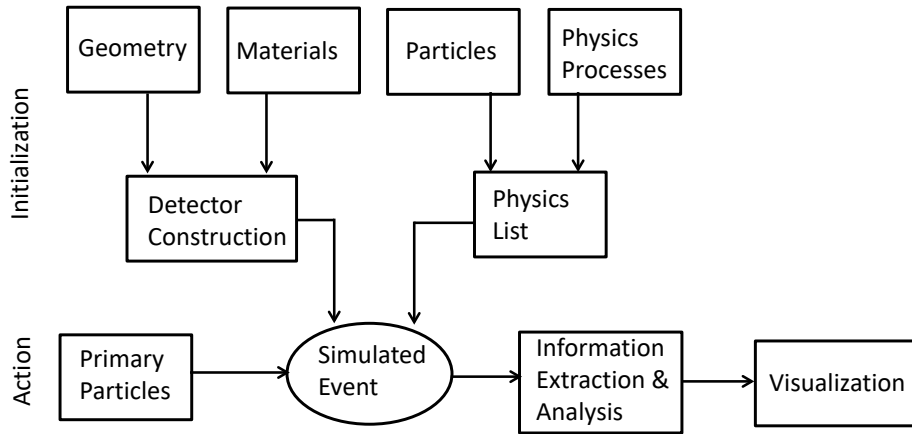 Geometry
Materials
Particles
Physics
Processes
Initialization
Detector
Construction
Physics
List
Action
Primary
Particles
Simulated
Event
Information
Extraction &
Analysis
Visualization